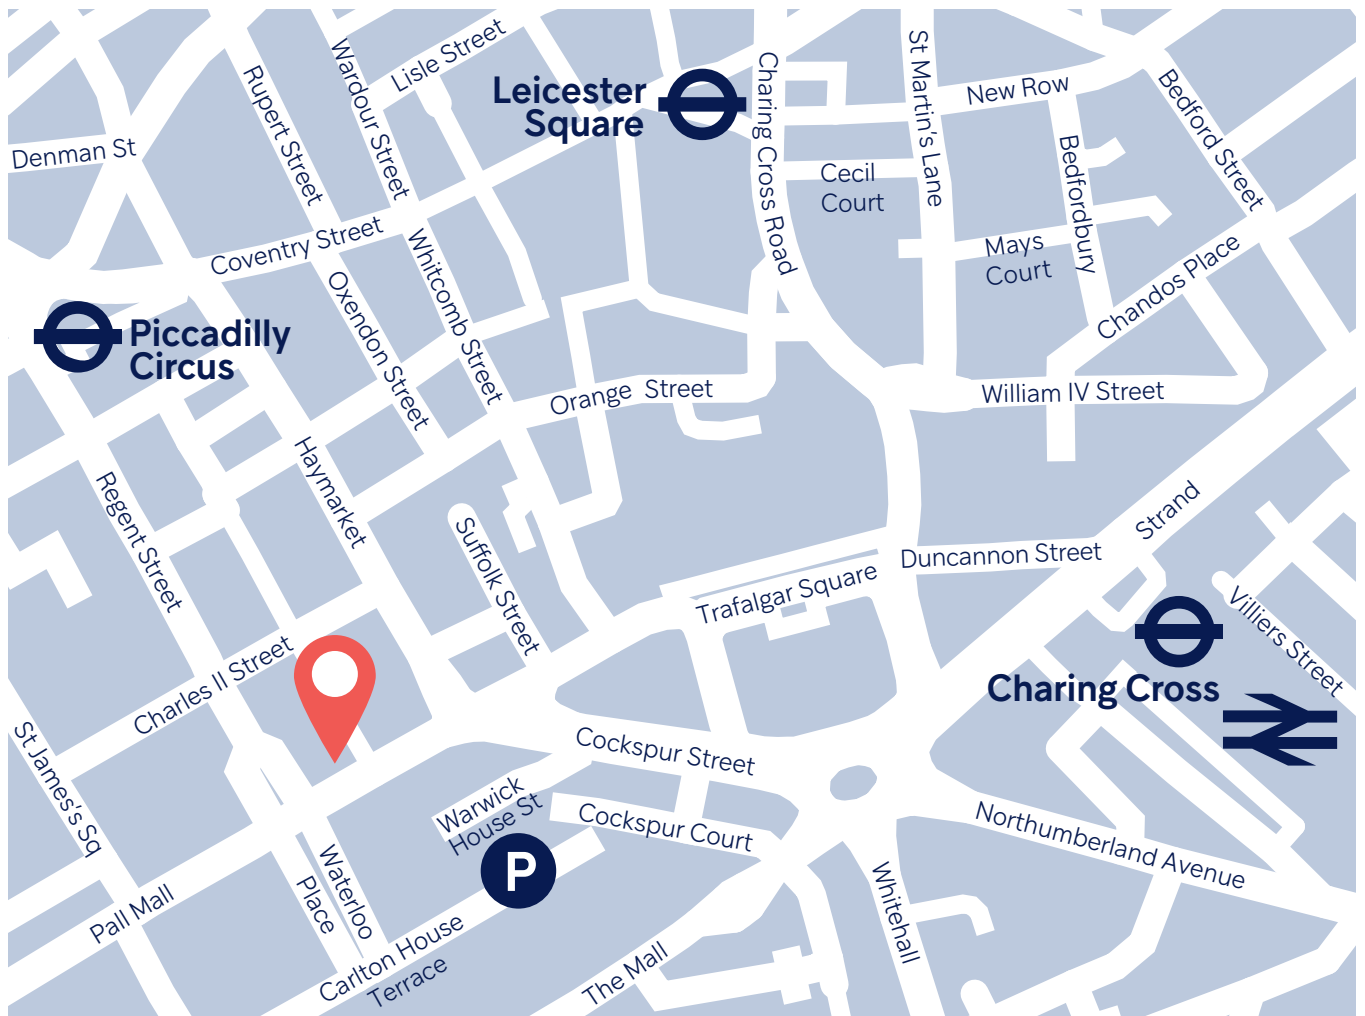 Lisle Street
Wardour Street
Rupert Street
Leicester
Square
Charing Cross Road
St Martin's Lane
New Row
Bedford Street
Denman St
Bedfordbury
Cecil
Court
Mays
Court
Coventry Street
Whitcomb Street
Oxendon Street
Chandos Place
Piccadilly
Circus
Orange Street
William IV Street
Haymarket
Regent Street
Suffolk Street
Strand
Duncannon Street
Trafalgar Square
Villiers Street
Charles II Street
Charing Cross
St James's Sq
Cockspur Street
Warwick
House St
Cockspur Court
Northumberland Avenue
P
Whitehall
Waterloo
Place
Pall Mall
Carlton House
Terrace
The Mall